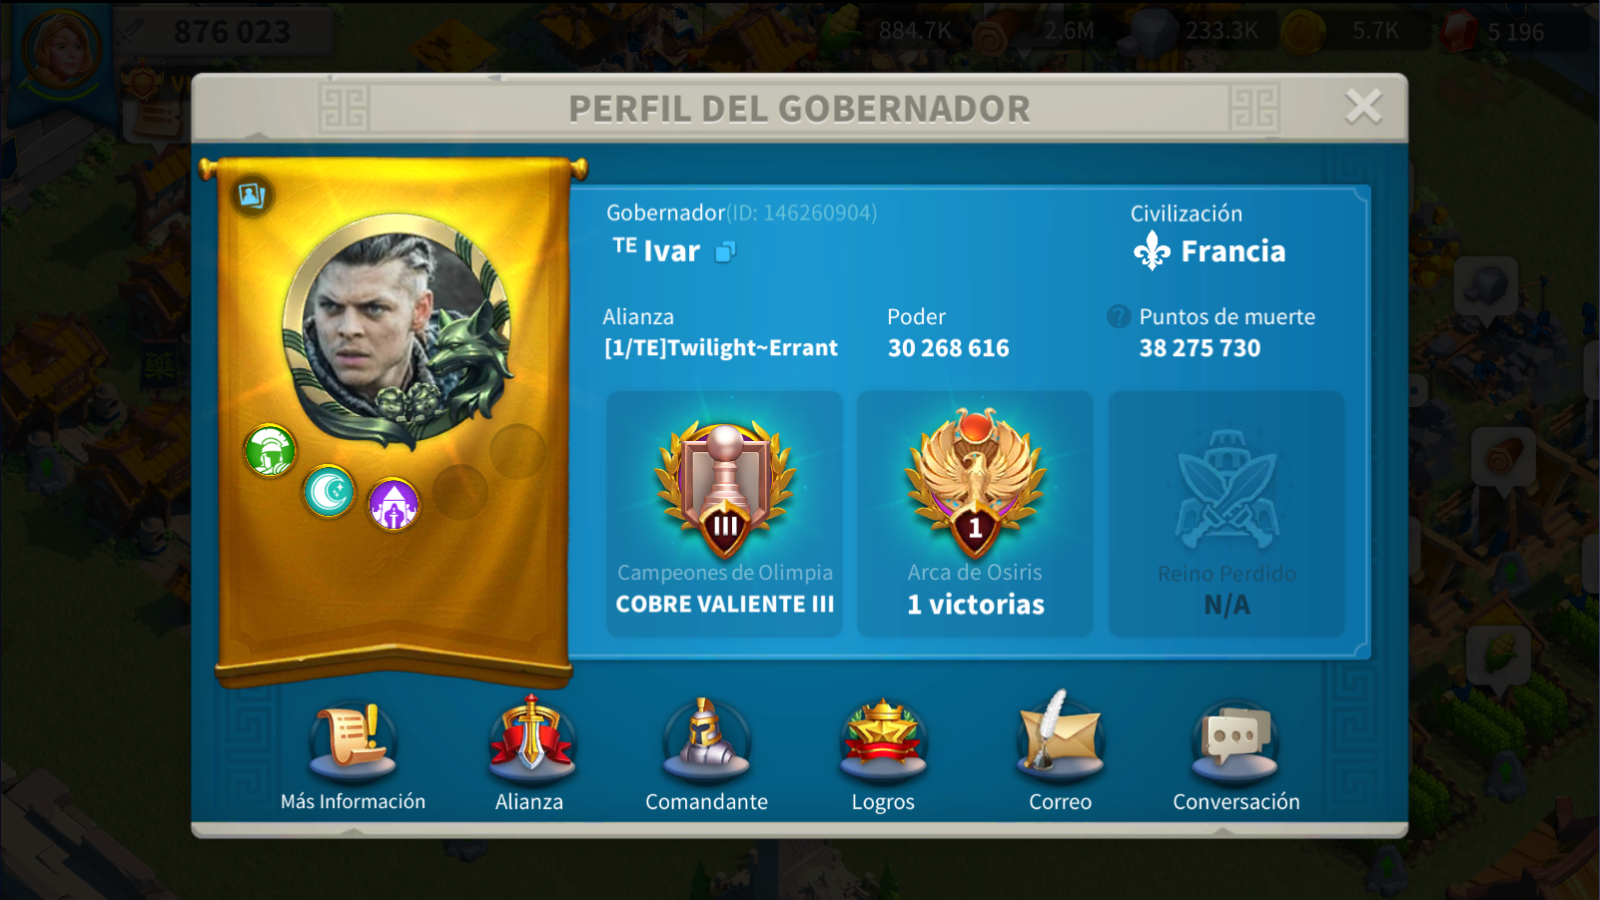 876 023
884.7K
2.6M
233.3K
5.7K
5 196
PERFIL DEL GOBERNADOR
Gobernador(ID: 146260904)
TE Ivar
Civilización
Francia
Alianza
[1/TE]Twilight~Errant
Poder
30 268 616
? Puntos de muerte
38 275 730
III
Campeones de Olimpia
COBRE VALIENTE III
1
Arca de Osiris
1 victorias
Reino Perdido
N/A
Más Información
Alianza
Comandante
Logros
Correo
Conversación